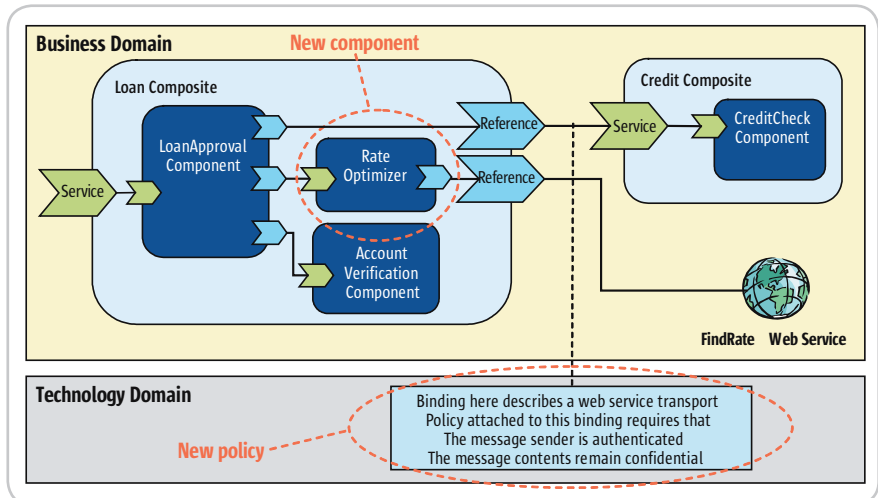 Business Domain
New component
Loan Composite
Credit Composite
LoanApproval
Component
Reference
Service
CreditCheck
Component
Rate
Optimizer
Reference
Service
Account
Verification
Component
FindRate Web Service
Technology Domain
Binding here describes a web service transport
Policy attached to this binding requires that
The message sender is authenticated
The message contents remain confidential
New policy